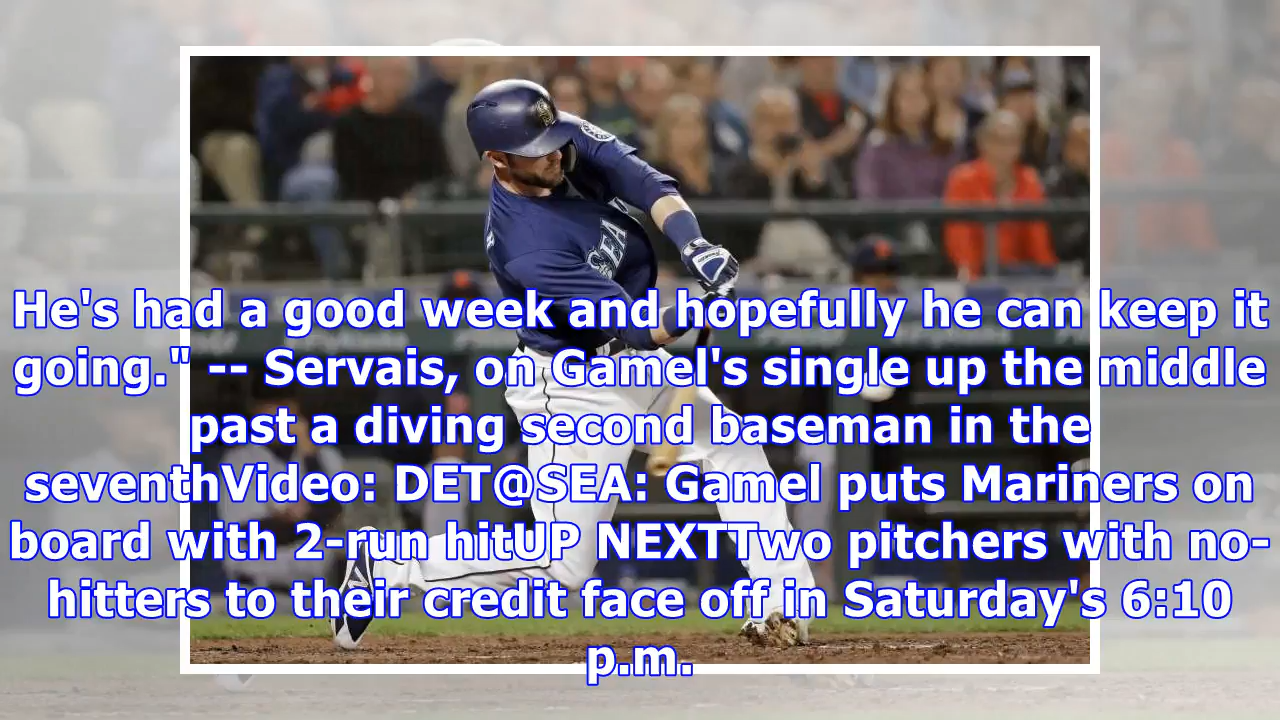 SEA
He's had a good week and hopefully he can keep it
going." -- Servais, on Gamel's single up the middle
past a diving second baseman in the
seventhVideo: DET@SEA: Gamel puts Mariners on
board with 2-run hitUP NEXTTwo pitchers with no-
hitters to their credit face off in Saturday's 6:10
p.m.